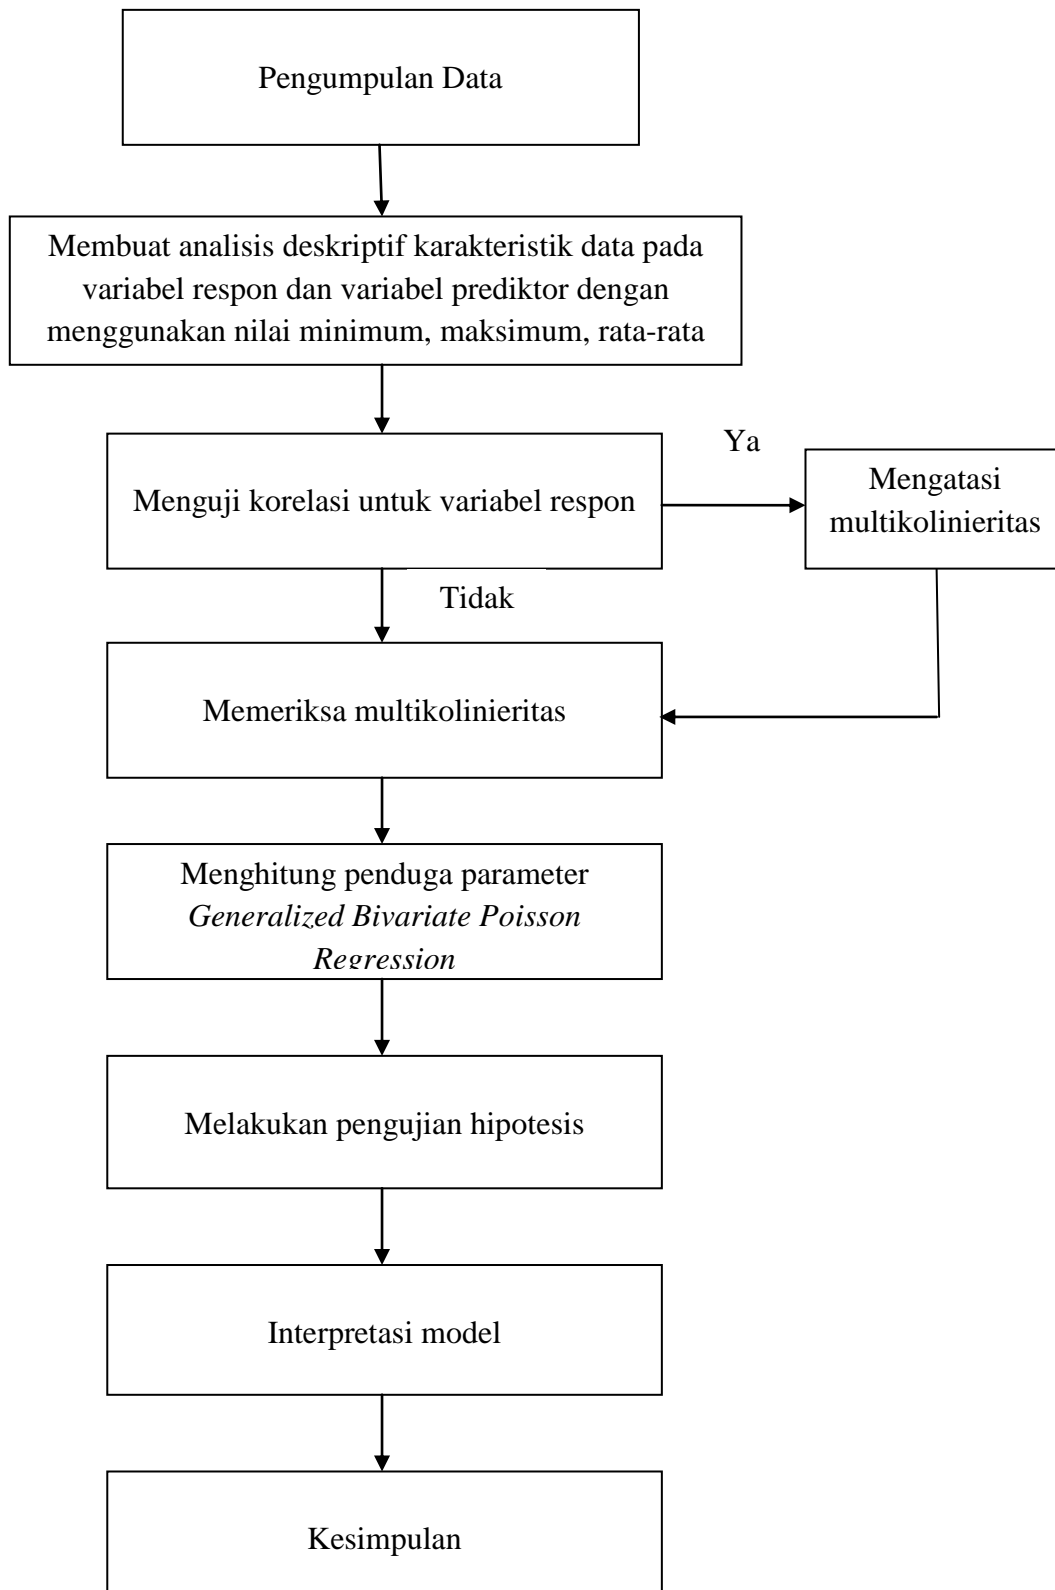 Pengumpulan Data
Membuat analisis deskriptif karakteristik data pada
variabel respon dan variabel prediktor dengan
menggunakan nilai minimum, maksimum, rata-rata
Ya
Menguji korelasi untuk variabel respon
Mengatasi
multikolinieritas
Tidak
Memeriksa multikolinieritas
Menghitung penduga parameter
Generalized Bivariate Poisson
Regression
Melakukan pengujian hipotesis
Interpretasi model
Kesimpulan